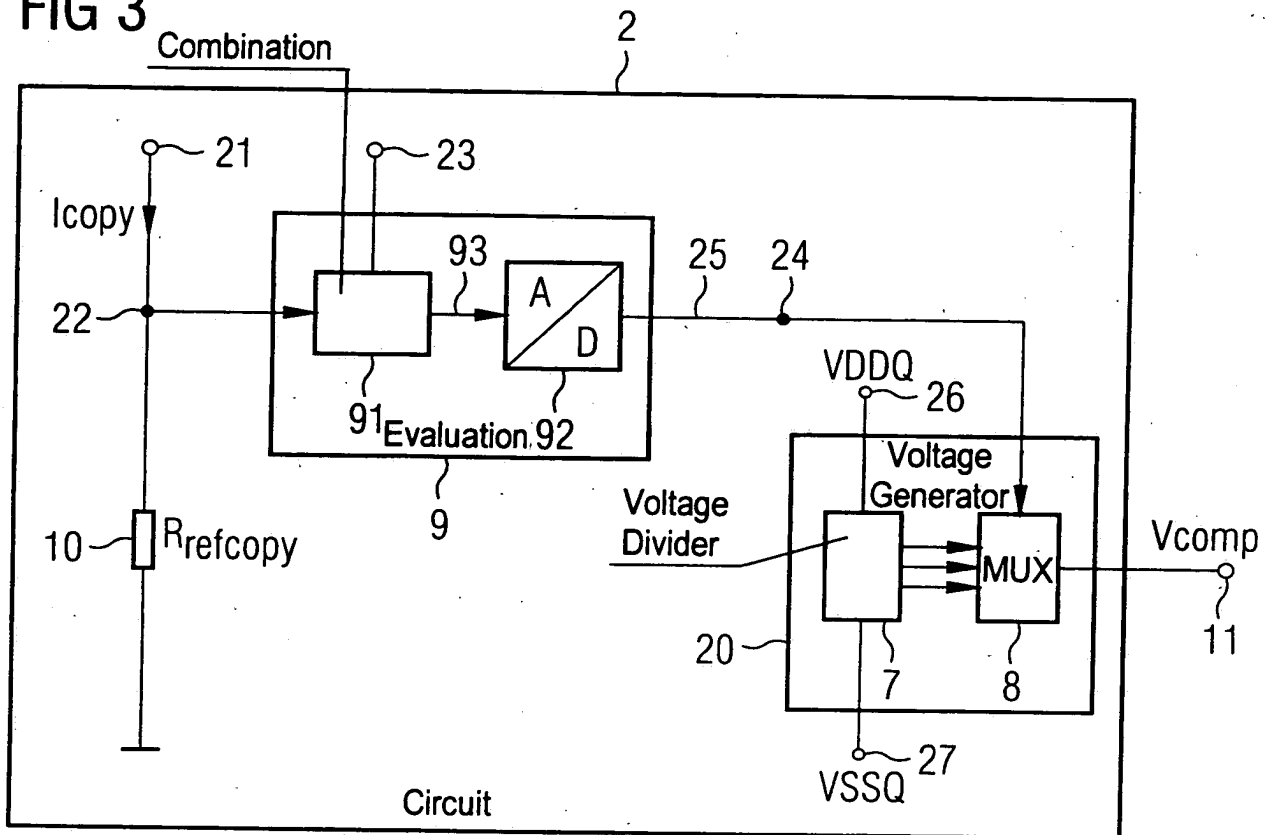 FIG 3
Combination
2
21
23
Icopy
93
25
24
22
A
D
VDDQ
26
91
Evaluation
92
Voltage
Generator
Voltage
Divider
9
10
Rrefcopy
MUX
Vcomp
11
20
7
8
27
VSSQ
Circuit